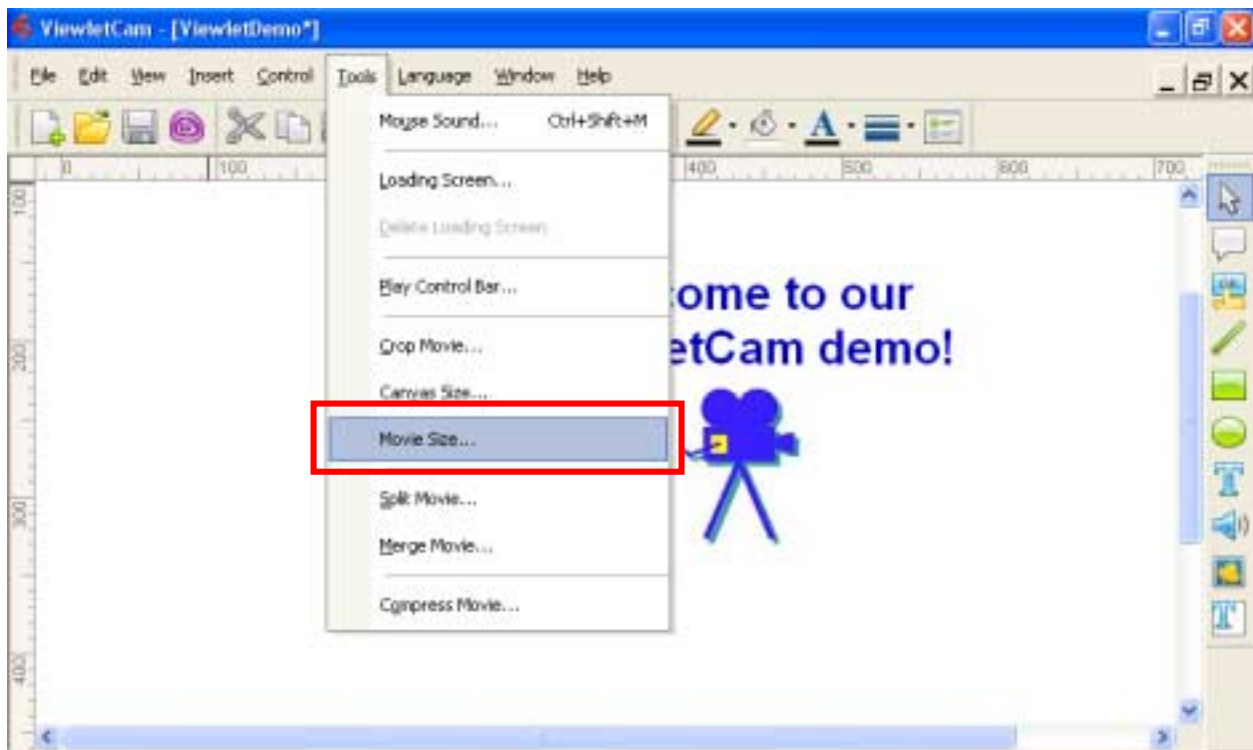 ViewletCam - [ViewletDemo*]
File Edit View Insert Control Tools Language Window Help
Mouse Sound... Ctrl+Shift+M
0 100 400 500 600 700
Loading Screen...
100
Delete Loading Screen
Play Control Bar...
ome to our
Crop Movie...
etCam demo!
200
Canvas Size...
Movie Size...
Split Movie...
300
Merge Movie...
Compress Movie...
400